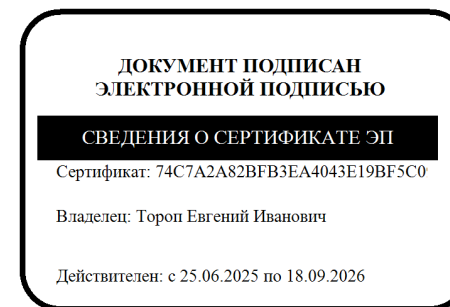 ДОКУМЕНТ ПОДПИСАН
ЭЛЕКТРОННОЙ ПОДПИСЬЮ
СВЕДЕНИЯ О СЕРТИФИКАТЕ ЭП
Сертификат: 74C7A2A82BFB3EA4043E19BF5C0
Владелец: Тороп Евгений Иванович
Действителен: с 25.06.2025 по 18.09.2026